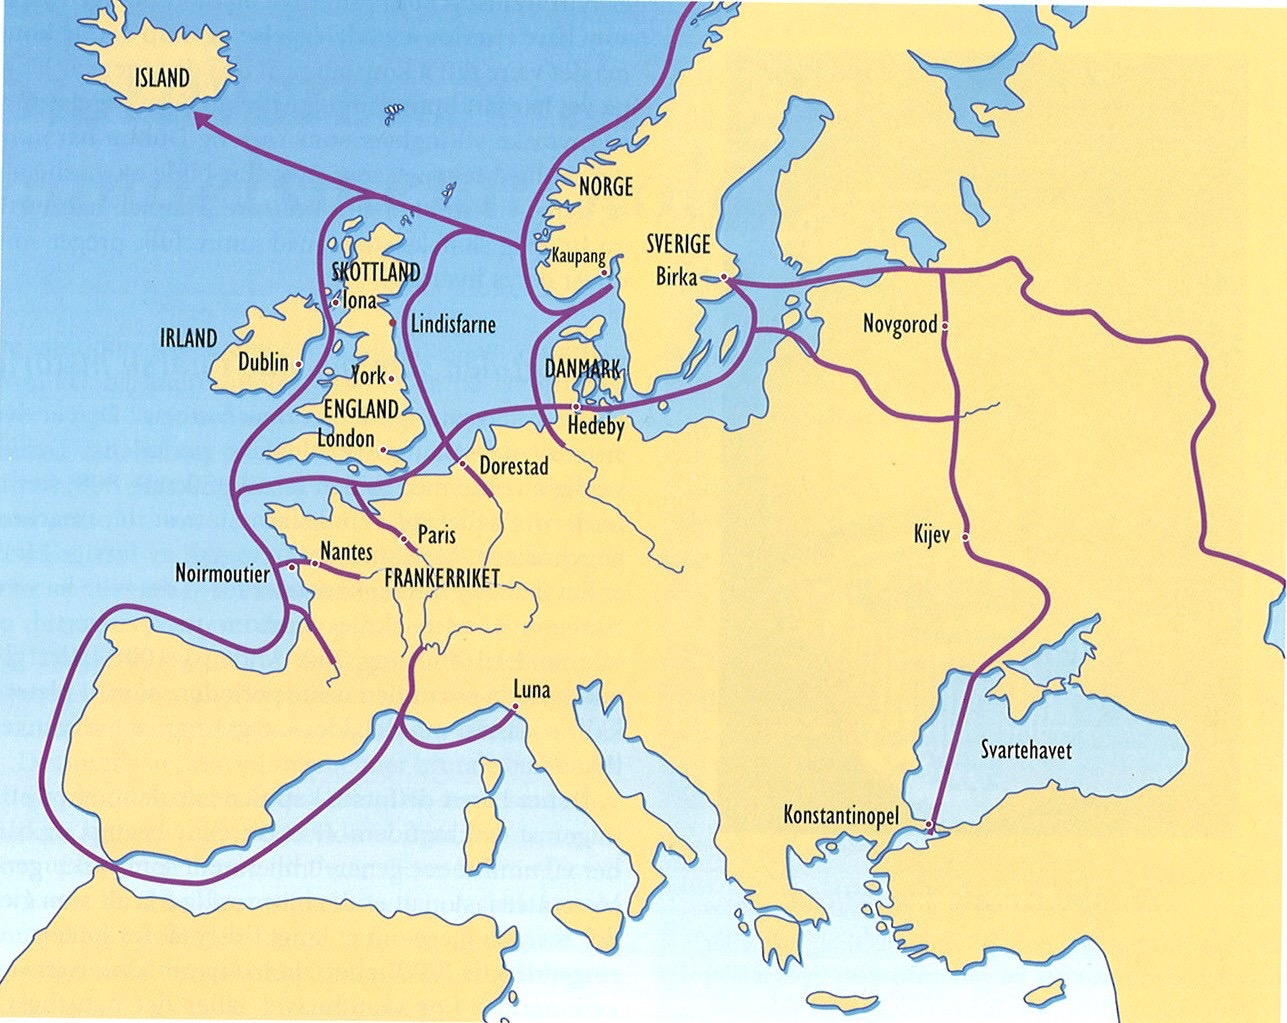 ISLAND
NORGE
SVERIGE
Kaupang
Birka
SKOTTLAND
Iona
Lindisfarne
IRLAND
Dublin
Novgorod
York
DANMARK
ENGLAND
Hedeby
London
Dorestad
Paris
Kijev
Nantes
Noirmoutier
FRANKERRIKET
Luna
Svartehavet
Konstantinopel